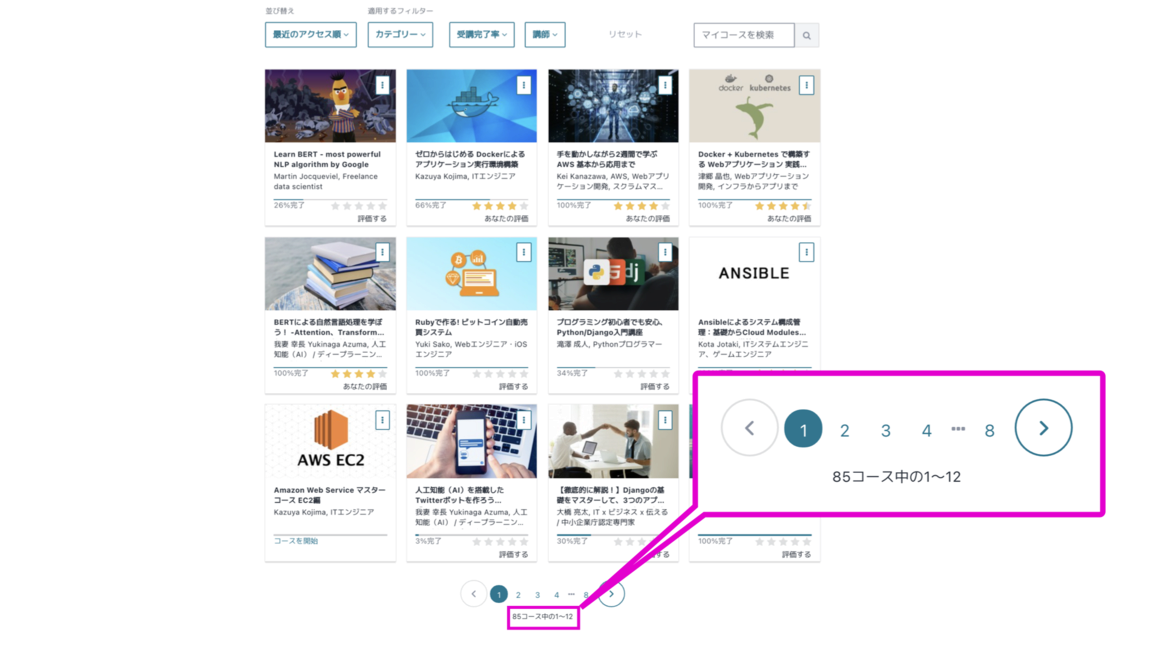 並び替え
適用するフィルター
最近のアクセス順
カテゴリー
受講完了率
講師
リセット
マイコースを検索
docker kubernetes
Learn BERT - most powerful
NLP algorithm by Google
Martin Jocqueviel, Freelance
data scientist
26%完了
評価する
ゼロからはじめる Dockerによる
アプリケーション実行環境構築
Kazuya Kojima, ITエンジニア
66%完了
あなたの評価
手を動かしながら2週間で学ぶ
AWS 基本から応用まで
Kei Kanazawa, AWS, Webアプリ
ケーション開発, スクラムマス...
100%完了
あなたの評価
Docker + Kubernetes で構築す
る Webアプリケーション 実践...
津郷 晶也, Webアプリケーション
開発, インフラからアプリまで
100%完了
あなたの評価
BERTによる自然言語処理を学ぼ
う！ -Attention、Transform...
我妻 幸長 Yukinaga Azuma, 人工
知能（AI）/ ディープラーニン...
100%完了
あなたの評価
Rubyで作る! ビットコイン自動売
買システム
Yuki Sako, Webエンジニア・iOS
エンジニア
100%完了
評価する
dj
プログラミング初心者でも安心、
Python/Django入門講座
滝澤 成人, Pythonプログラマー
34%完了
評価する
ANSIBLE
Ansibleによるシステム構成管
理：基礎からCloud Modules...
Kota Jotaki, ITシステムエンジニ
ア、ゲームエンジニア
AWS EC2
Amazon Web Service マスター
コース EC2編
Kazuya Kojima, ITエンジニア
コースを開始
人工知能（AI）を搭載した
Twitterボットを作ろう...
我妻 幸長 Yukinaga Azuma, 人工
知能（AI）/ ディープラーニン...
3%完了
評価する
【徹底的に解説！】Djangoの基
礎をマスターして、3つのアプ...
大橋 亮太, IT x ビジネス x 伝える
/ 中小企業庁認定専門家
30%完了
する
100%完了
評価する
1 2 3 4 ... 8
85コース中の1〜12
1 2 3 4 ... 8
85コース中の1〜12